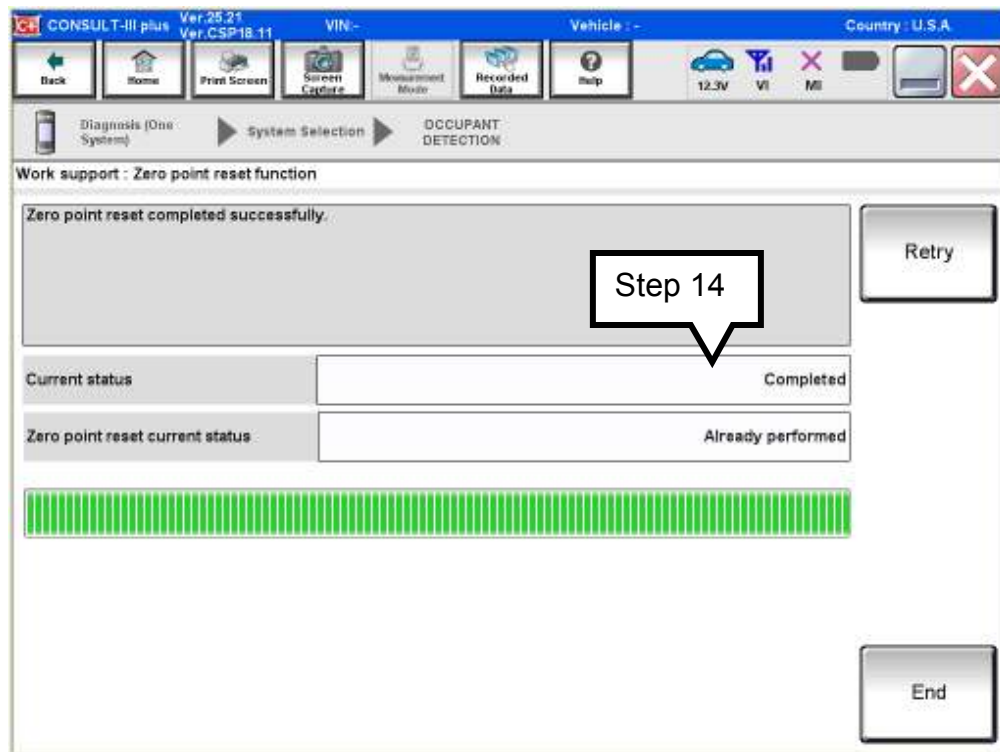 C+ CONSULT-III plus Ver.25.21 VIN:- Vehicle : - Country : U.S.A.
Ver.CSP18.11
Back Home Print Screen Screen Capture Measurement Mode Recorded Data Help 12.3V VI MI
Diagnosis (One System) System Selection OCCUPANT DETECTION
Work support : Zero point reset function
Zero point reset completed successfully.
Retry
Step 14
Current status Completed
Zero point reset current status Already performed
End